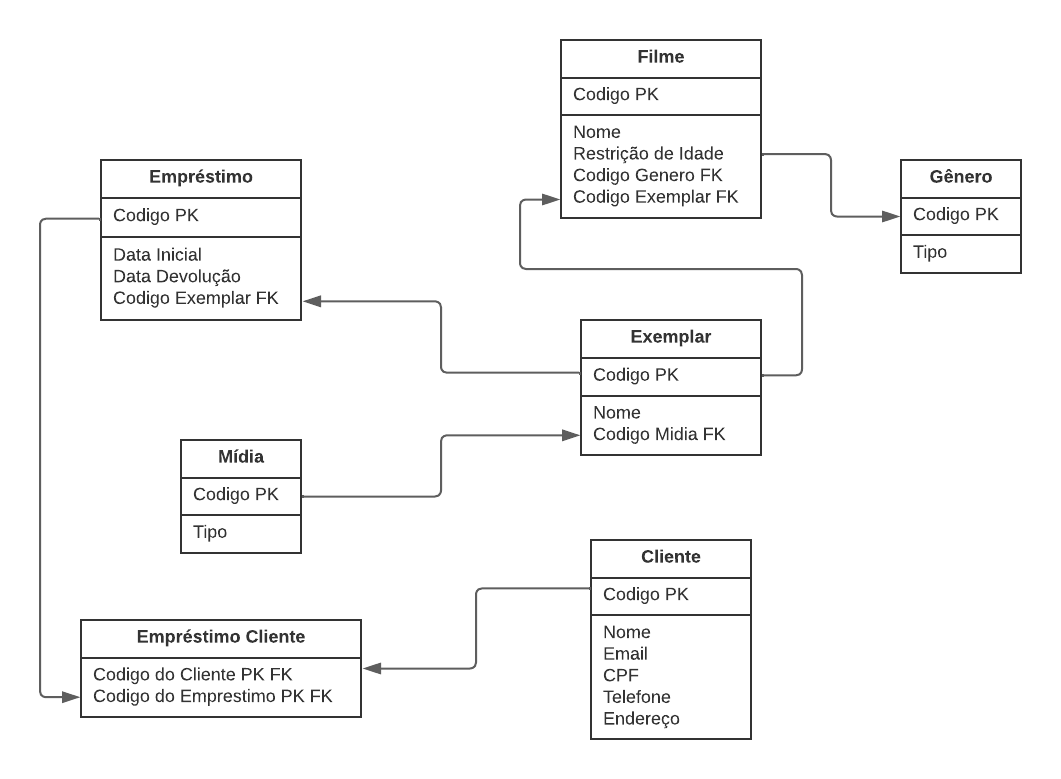 Filme
Codigo PK
Nome
Restrição de Idade
Codigo Genero FK
Codigo Exemplar FK
Empréstimo
Codigo PK
Data Inicial
Data Devolução
Codigo Exemplar FK
Gênero
Codigo PK
Tipo
Exemplar
Codigo PK
Nome
Codigo Midia FK
Mídia
Codigo PK
Tipo
Cliente
Codigo PK
Nome
Email
CPF
Telefone
Endereço
Empréstimo Cliente
Codigo do Cliente PK FK
Codigo do Emprestimo PK FK